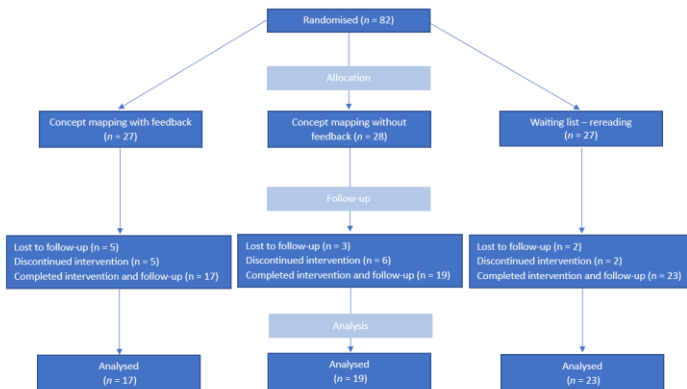 Randomised (n = 82)
Allocation
Concept mapping with feedback
(n = 27)
Concept mapping without
feedback (n = 28)
Waiting list – rereading
(n = 27)
Follow-up
Lost to follow-up (n = 5)
Discontinued intervention (n = 5)
Completed intervention and follow-up (n = 17)
Lost to follow-up (n = 3)
Discontinued intervention (n = 6)
Completed intervention and follow-up (n = 19)
Lost to follow-up (n = 2)
Discontinued intervention (n = 2)
Completed intervention and follow-up (n = 23)
Analysis
Analysed
(n = 17)
Analysed
(n = 19)
Analysed
(n = 23)